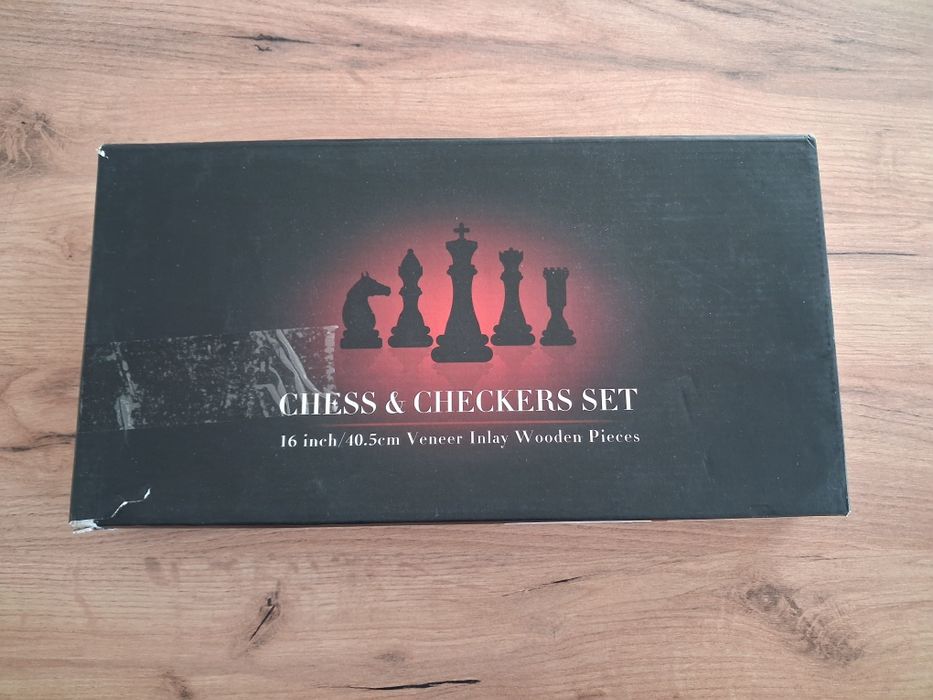 CHESS & CHECKERS SET
16 inch/40.5cm Veneer Inlay Wooden Pieces